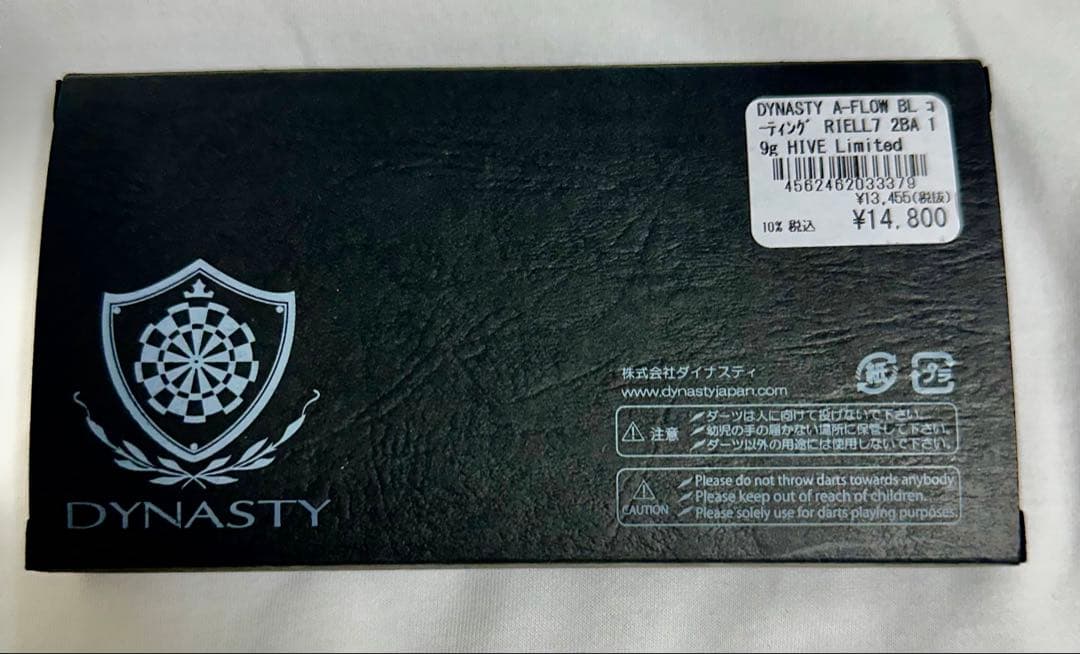 DYNASTY A-FLOW BL ｺ
ｰﾃｨﾝｸﾞ RIELL7 2BA 1
9g HIVE Limited
4562462033379
¥13,455(税抜)
10% 税込 ¥14,800
DYNASTY
株式会社ダイナスティ
www.dynastyjapan.com
紙
プラ
注意
ダーツは人に向けて投げないで下さい。
幼児の手の届かない場所に保管して下さい。
ダーツ以外の用途には使用しないで下さい。
CAUTION
Please do not throw darts towards anybody.
Please keep out of reach of children.
Please solely use for darts playing purposes.